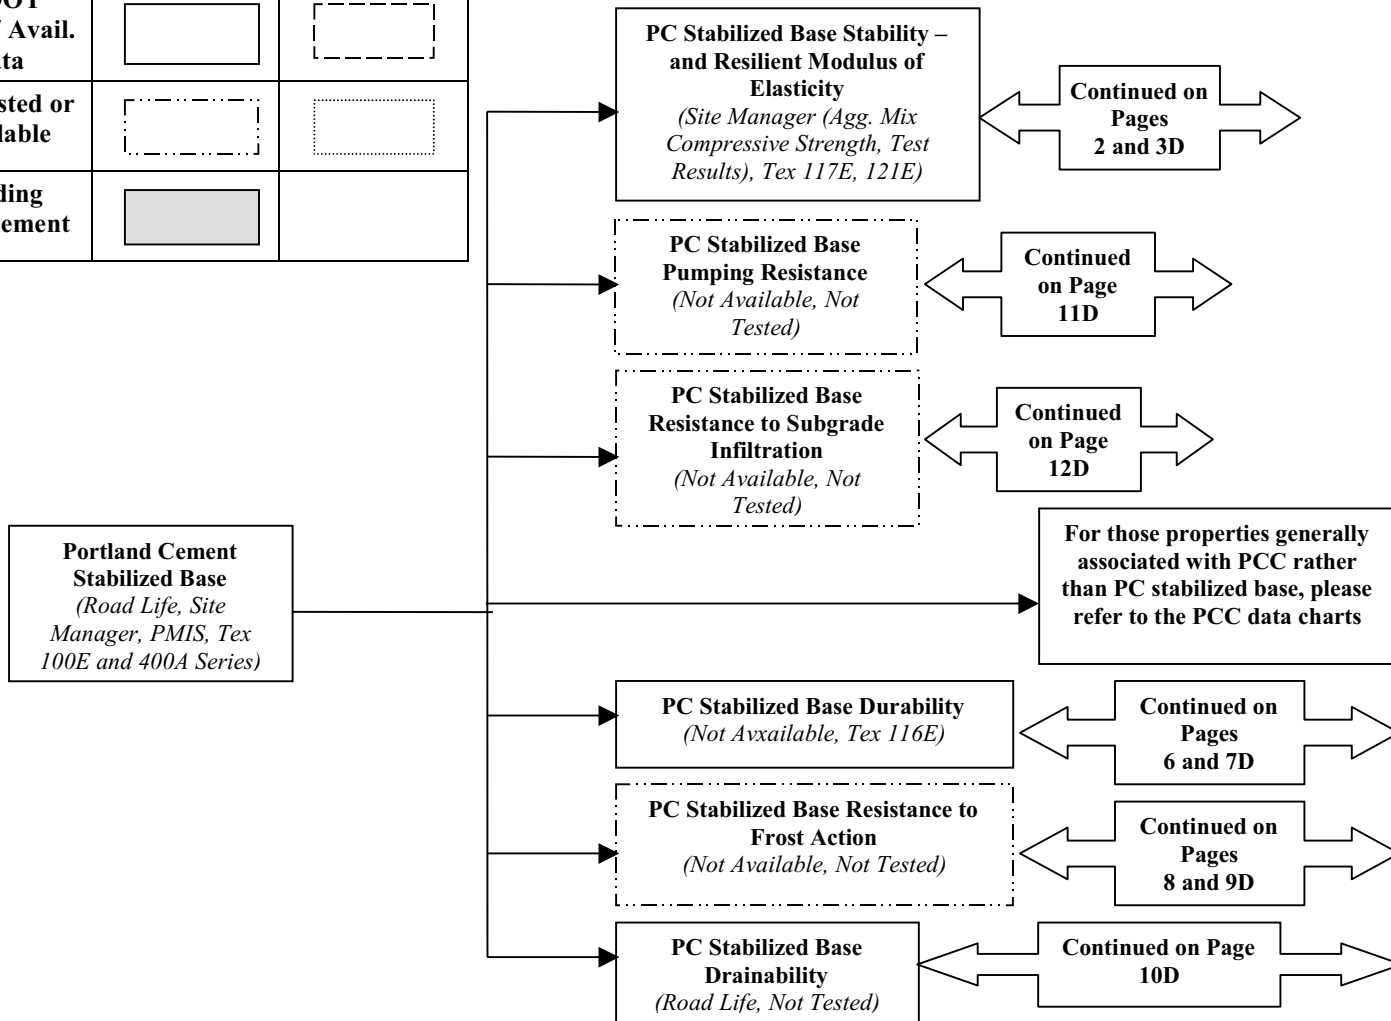 Avail.
sted or
PC Stabilized Base Stability –
and Resilient Modulus of
Elasticity
(Site Manager (Agg. Mix
Compressive Strength, Test
Results), Tex 117E, 121E)
Continued on
Pages
2 and 3D
PC Stabilized Base
Pumping Resistance
(Not Available, Not
Tested)
Continued
on Page
11D
PC Stabilized Base
Resistance to Subgrade
Infiltration
(Not Available, Not
Tested)
Continued
on Page
12D
Portland Cement
Stabilized Base
(Road Life, Site
Manager, PMIS, Tex
100E and 400A Series)
For those properties generally
associated with PCC rather
than PC stabilized base, please
refer to the PCC data charts
PC Stabilized Base Durability
(Not Avxailable, Tex 116E)
Continued on
Pages
6 and 7D
PC Stabilized Base Resistance to
Frost Action
(Not Available, Not Tested)
Continued on
Pages
8 and 9D
PC Stabilized Base
Drainability
(Road Life, Not Tested)
Continued on Page
10D